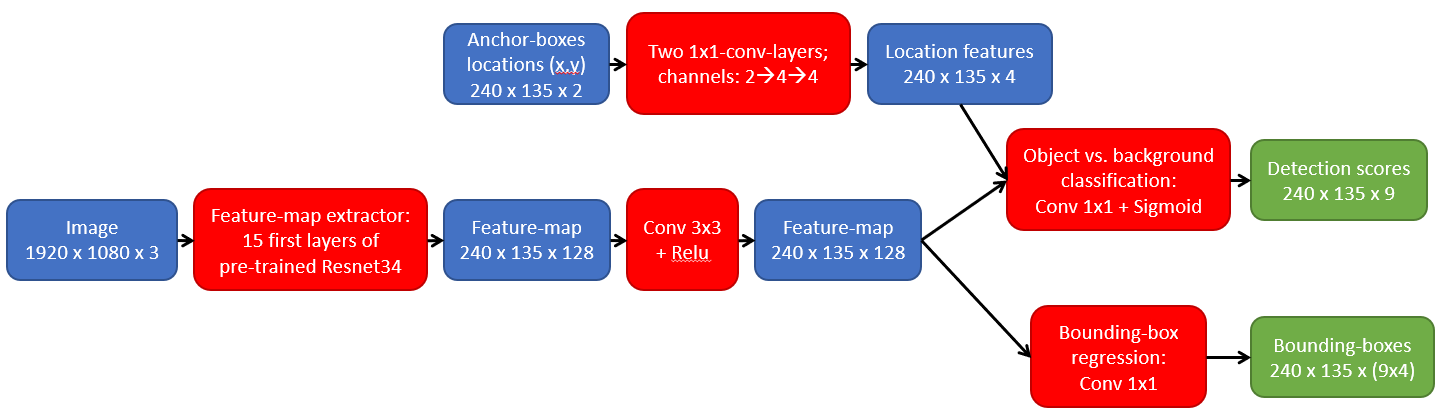 Anchor-boxes
locations (x,y)
240 x 135 x 2
Two 1x1-conv-layers;
channels: 2→4→4
Location features
240 x 135 x 4
Object vs. background
classification:
Conv 1x1 + Sigmoid
Detection scores
240 x 135 x 9
Image
1920 x 1080 x 3
Feature-map extractor:
15 first layers of
pre-trained Resnet34
Feature-map
240 x 135 x 128
Conv 3x3
+ Relu
Feature-map
240 x 135 x 128
Bounding-box
regression:
Conv 1x1
Bounding-boxes
240 x 135 x (9x4)